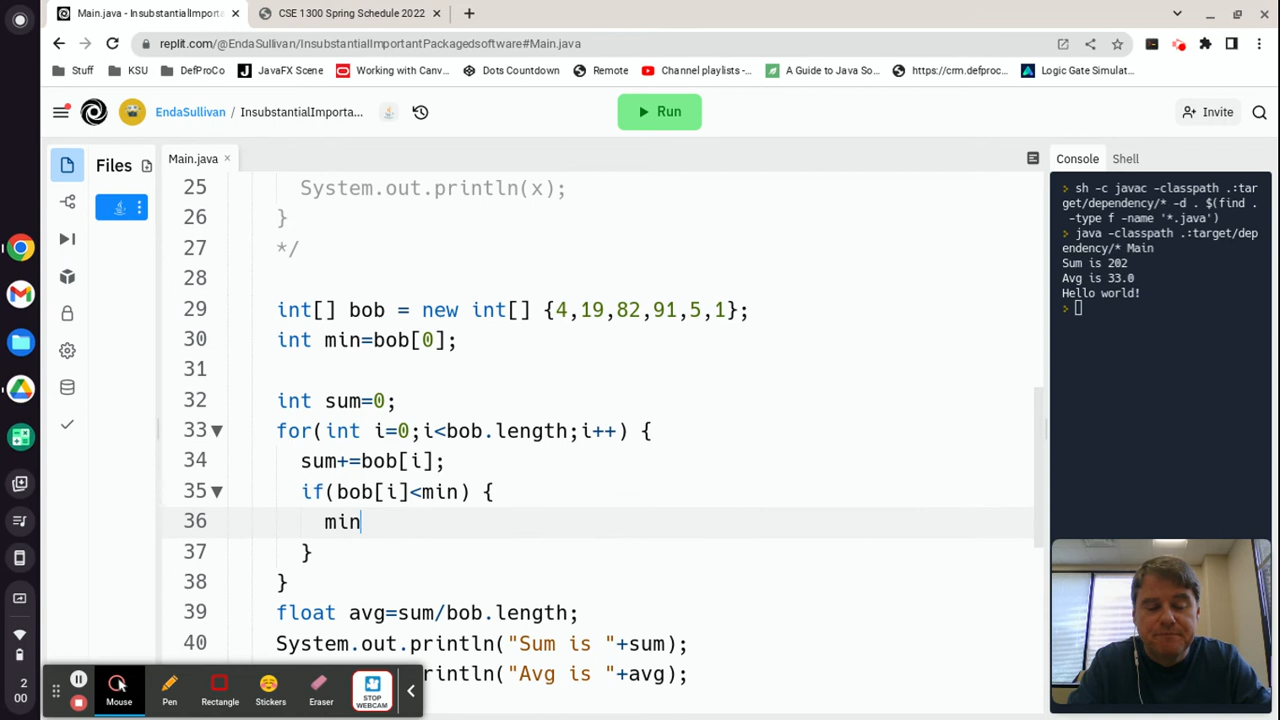 Main.java - InsubstantialImporta
CSE 1300 Spring Schedule 2022
replit.com/@EndaSullivan/InsubstantialImportantPackagedsoftware#Main.java
Stuff
KSU
DefProCo
JavaFX Scene
Working with Canv...
Dots Countdown
Remote
Channel playlists -...
A Guide to Java So...
https://crm.defproc...
Logic Gate Simulat...
EndaSullivan / InsubstantialImporta...
Run
Invite
Files
Main.java
Console
Shell
25 System.out.println(x);
26 }
27 */
28
29 int[] bob = new int[] {4,19,82,91,5,1};
30 int min=bob[0];
31
32 int sum=0;
33 for(int i=0;i<bob.length;i++) {
34 sum+=bob[i];
35 if(bob[i]<min) {
36 min
37 }
38 }
39 float avg=sum/bob.length;
40 System.out.println("Sum is "+sum);
rintln("Avg is "+avg);
sh -c javac -classpath .:tar
get/dependency/* -d . $(find .
-type f -name '*.java')
java -classpath .:target/dep
endency/* Main
Sum is 202
Avg is 33.0
Hello world!
Mouse
Pen
Rectangle
Stickers
Eraser
STOP
WEBCAM
2
00